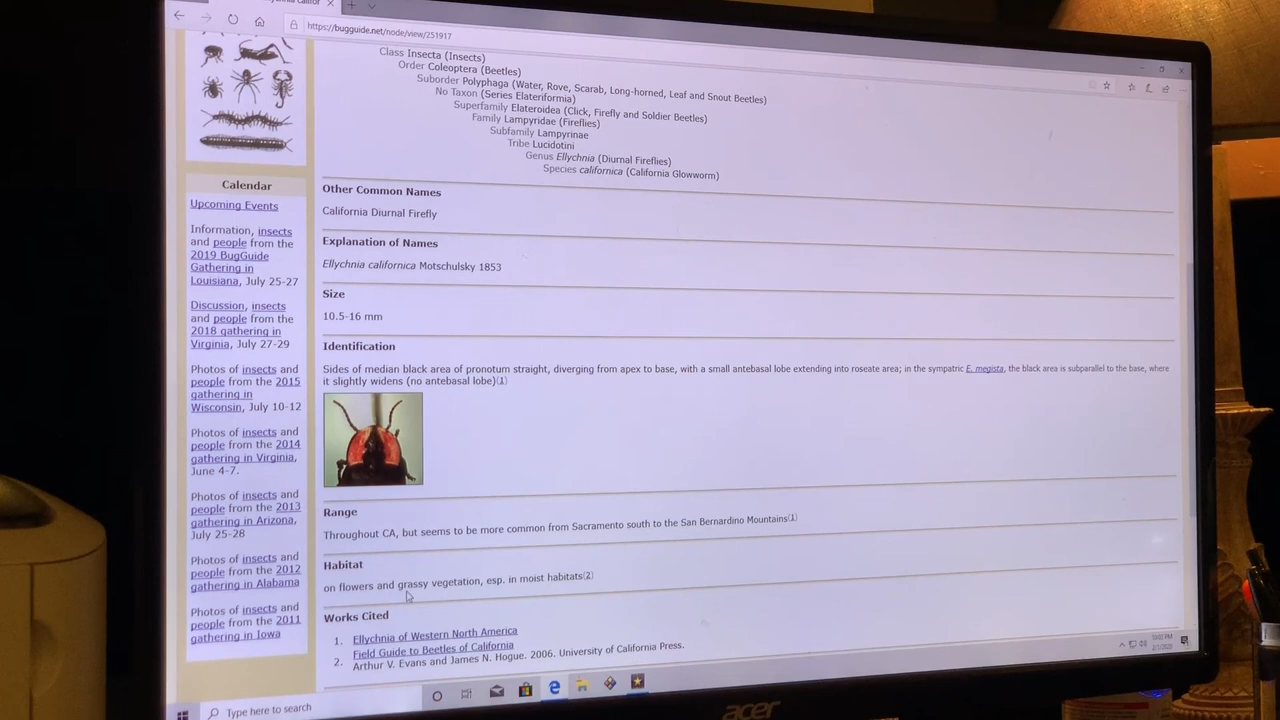 https://bugguide.net/node/view/251917
Class Insecta (Insects)
Order Coleoptera (Beetles)
Suborder Polyphaga (Water, Rove, Scarab, Long-horned, Leaf and Snout Beetles)
No Taxon (Series Elateriformia)
Superfamily Elateroidea (Click, Firefly and Soldier Beetles)
Family Lampyridae (Fireflies)
Subfamily Lampyrinae
Tribe Lucidotini
Genus Ellychnia (Diurnal Fireflies)
Species californica (California Glowworm)
Calendar
Upcoming Events
Information, insects
and people from the
2019 BugGuide
Gathering in
Louisiana, July 25-27
Discussion, insects
and people from the
2018 gathering in
Virginia, July 27-29
Photos of insects and
people from the 2015
gathering in
Wisconsin, July 10-12
Photos of insects and
people from the 2014
gathering in Virginia,
June 4-7.
Photos of insects and
people from the 2013
gathering in Arizona,
July 25-28
Photos of insects and
people from the 2012
gathering in Alabama
Photos of insects and
people from the 2011
gathering in Iowa
Other Common Names
California Diurnal Firefly
Explanation of Names
Ellychnia californica Motschulsky 1853
Size
10.5-16 mm
Identification
Sides of median black area of pronotum straight, diverging from apex to base, with a small antebasal lobe extending into roseate area; in the sympatric E. megista, the black area is subparallel to the base, where
it slightly widens (no antebasal lobe)(1)
Range
Throughout CA, but seems to be more common from Sacramento south to the San Bernardino Mountains(1)
Habitat
on flowers and grassy vegetation, esp. in moist habitats(2)
Works Cited
1. Ellychnia of Western North America
Field Guide to Beetles of California
2. Arthur V. Evans and James N. Hogue. 2006. University of California Press.
Type here to search
acer